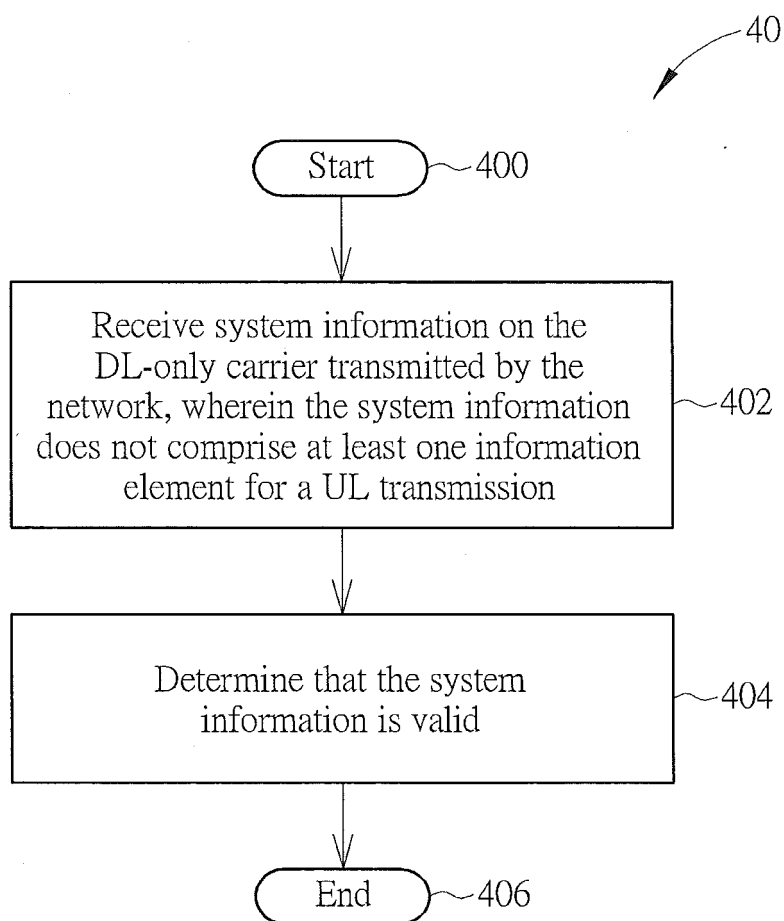 40
Start
400
Receive system information on the
DL-only carrier transmitted by the
network, wherein the system information
does not comprise at least one information
element for a UL transmission
402
Determine that the system
information is valid
404
End
406